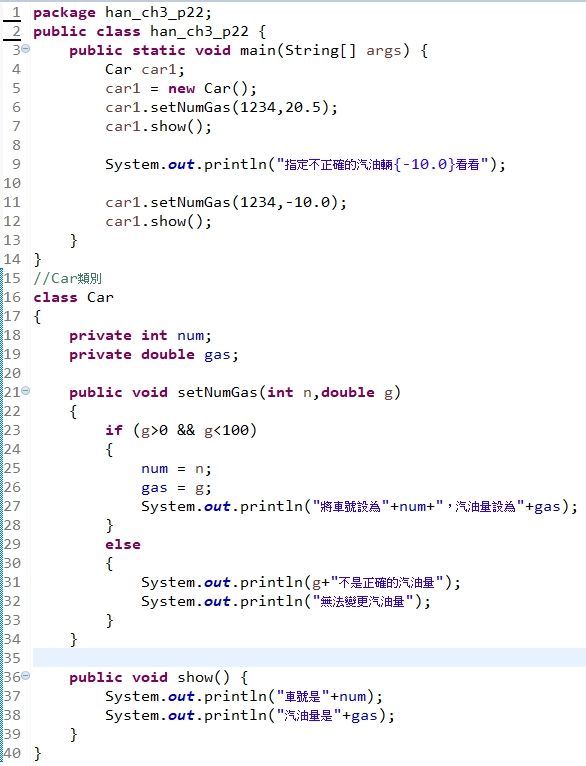 1 package han_ch3_p22;
2 public class han_ch3_p22 {
3     public static void main(String[] args) {
4         Car car1;
5         car1 = new Car();
6         car1.setNumGas(1234,20.5);
7         car1.show();
8
9         System.out.println("指定不正確的汽油輛{-10.0}看看");
10
11         car1.setNumGas(1234,-10.0);
12         car1.show();
13     }
14 }
15 //Car類別
16 class Car
17 {
18     private int num;
19     private double gas;
20
21     public void setNumGas(int n,double g)
22     {
23         if (g>0 && g<100)
24         {
25             num = n;
26             gas = g;
27             System.out.println("將車號設為"+num+"，汽油量設為"+gas);
28         }
29         else
30         {
31             System.out.println(g+"不是正確的汽油量");
32             System.out.println("無法變更汽油量");
33         }
34     }
35
36     public void show() {
37         System.out.println("車號是"+num);
38         System.out.println("汽油量是"+gas);
39     }
40 }